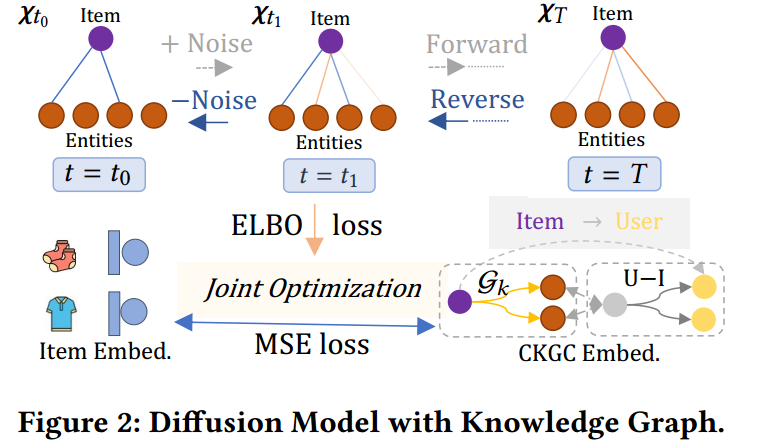 χt0 Item
+ Noise
−Noise
Entities
t = t0
χt1 Item
Forward
Reverse
Entities
t = t1
χT Item
Entities
t = T
ELBO loss
Item → User
Joint Optimization
MSE loss
Item Embed.
𝒢k
U−I
CKGC Embed.
Figure 2: Diffusion Model with Knowledge Graph.